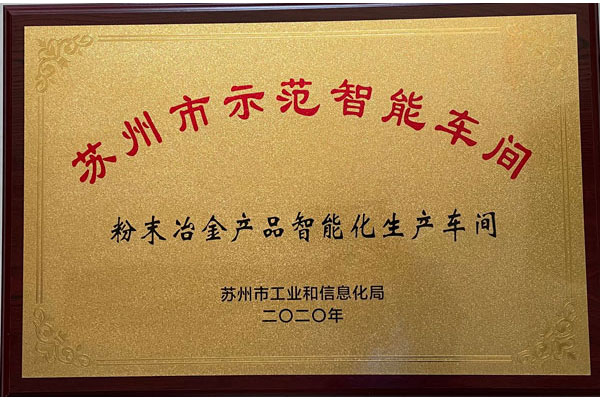 苏州市示范智能车间
粉末冶金产品智能化生产车间
苏州市工业和信息化局
二〇二〇年